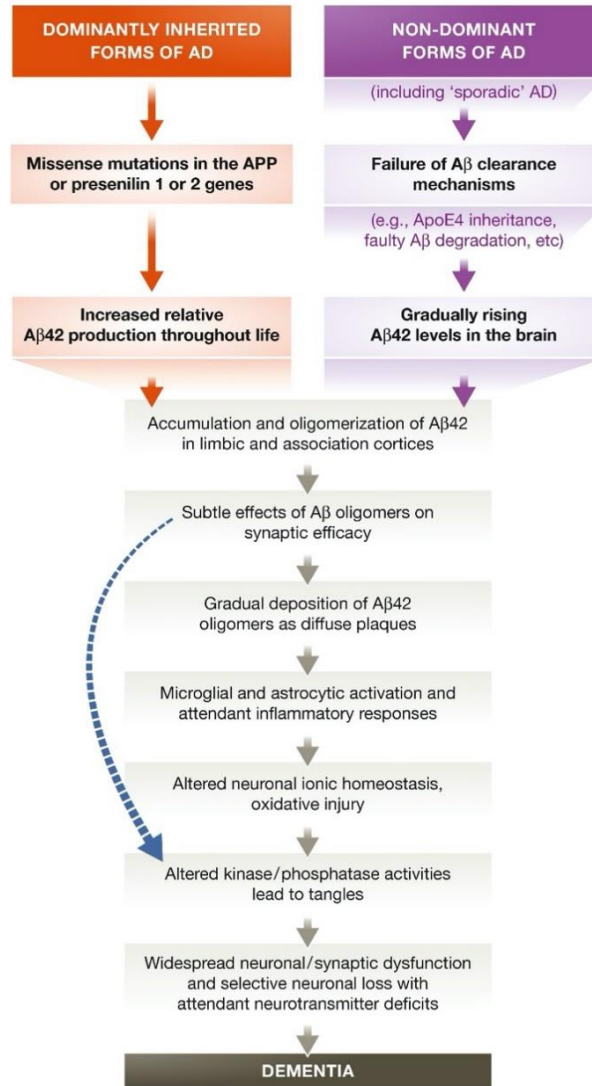 DOMINANTLY INHERITED
FORMS OF AD
NON-DOMINANT
FORMS OF AD
(including ‘sporadic’ AD)
Missense mutations in the APP
or presenilin 1 or 2 genes
Failure of Aβ clearance
mechanisms
(e.g., ApoE4 inheritance,
faulty Aβ degradation, etc)
Increased relative
Aβ42 production throughout life
Gradually rising
Aβ42 levels in the brain
Accumulation and oligomerization of Aβ42
in limbic and association cortices
Subtle effects of Aβ oligomers on
synaptic efficacy
Gradual deposition of Aβ42
oligomers as diffuse plaques
Microglial and astrocytic activation and
attendant inflammatory responses
Altered neuronal ionic homeostasis,
oxidative injury
Altered kinase/phosphatase activities
lead to tangles
Widespread neuronal/synaptic dysfunction
and selective neuronal loss with
attendant neurotransmitter deficits
DEMENTIA